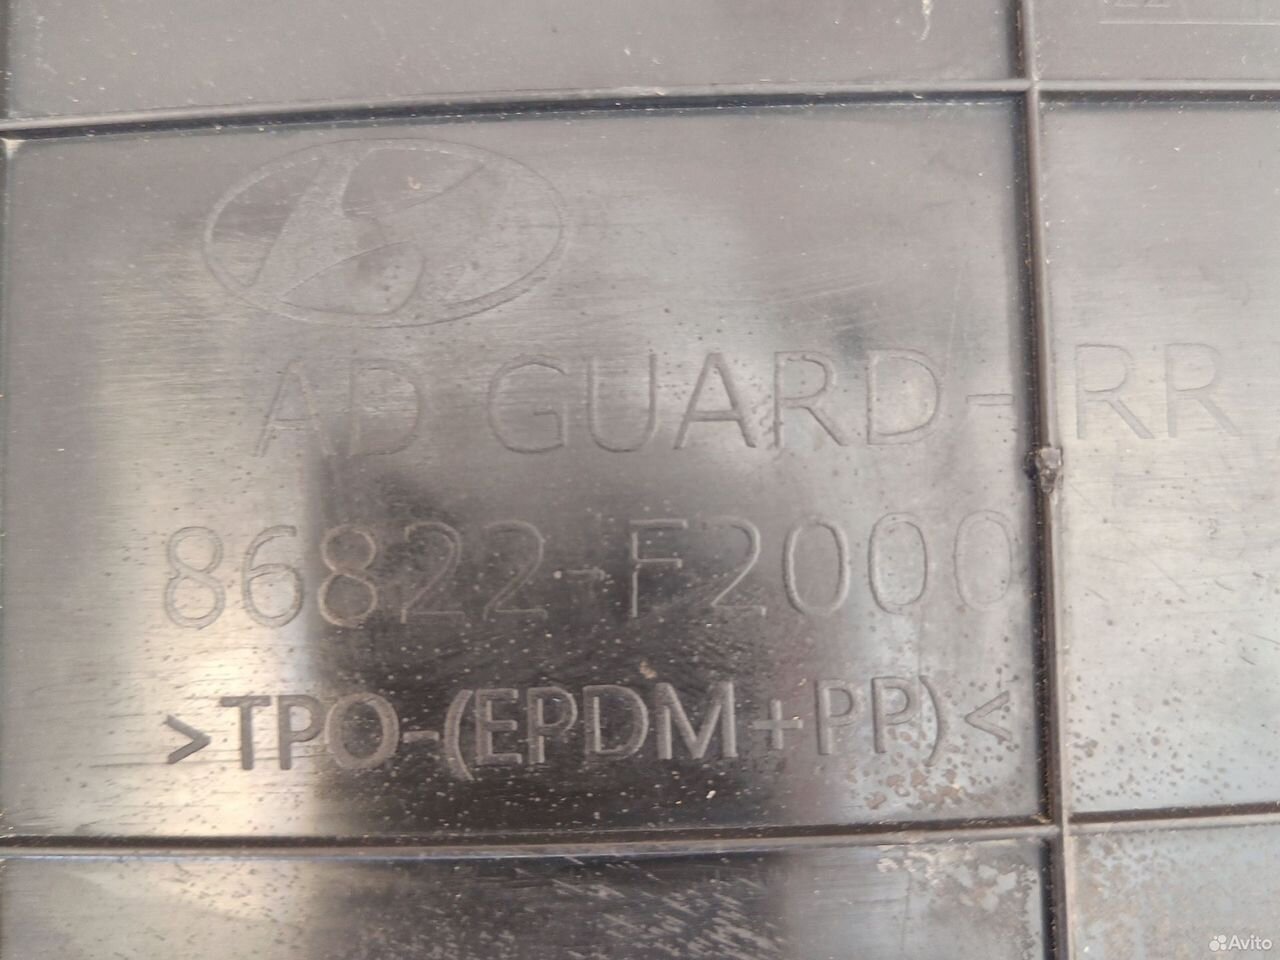 AD GUARD-RR
86822-F2000
>TPO-(EPDM+PP)<
Avito